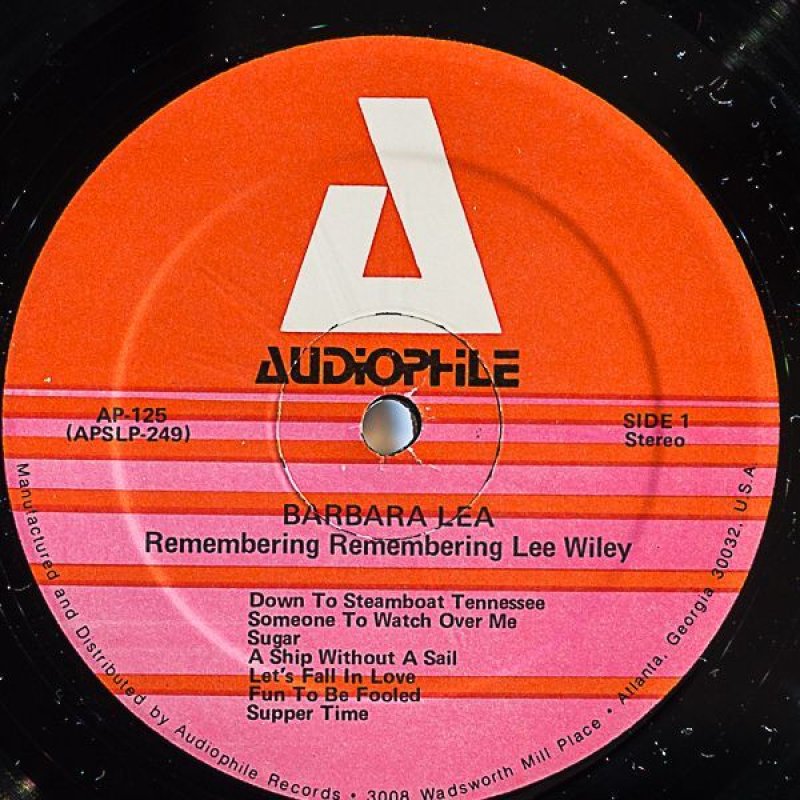 AUDIOPHILE
AP-125
(APSLP-249)
SIDE 1
Stereo
BARBARA LEA
Remembering Remembering Lee Wiley
Down To Steamboat Tennessee
Someone To Watch Over Me
Sugar
A Ship Without A Sail
Let's Fall In Love
Fun To Be Fooled
Supper Time
Manufactured and Distributed by Audiophile Records • 3008 Wadsworth Mill Place • Atlanta, Georgia 30032, U.S.A.